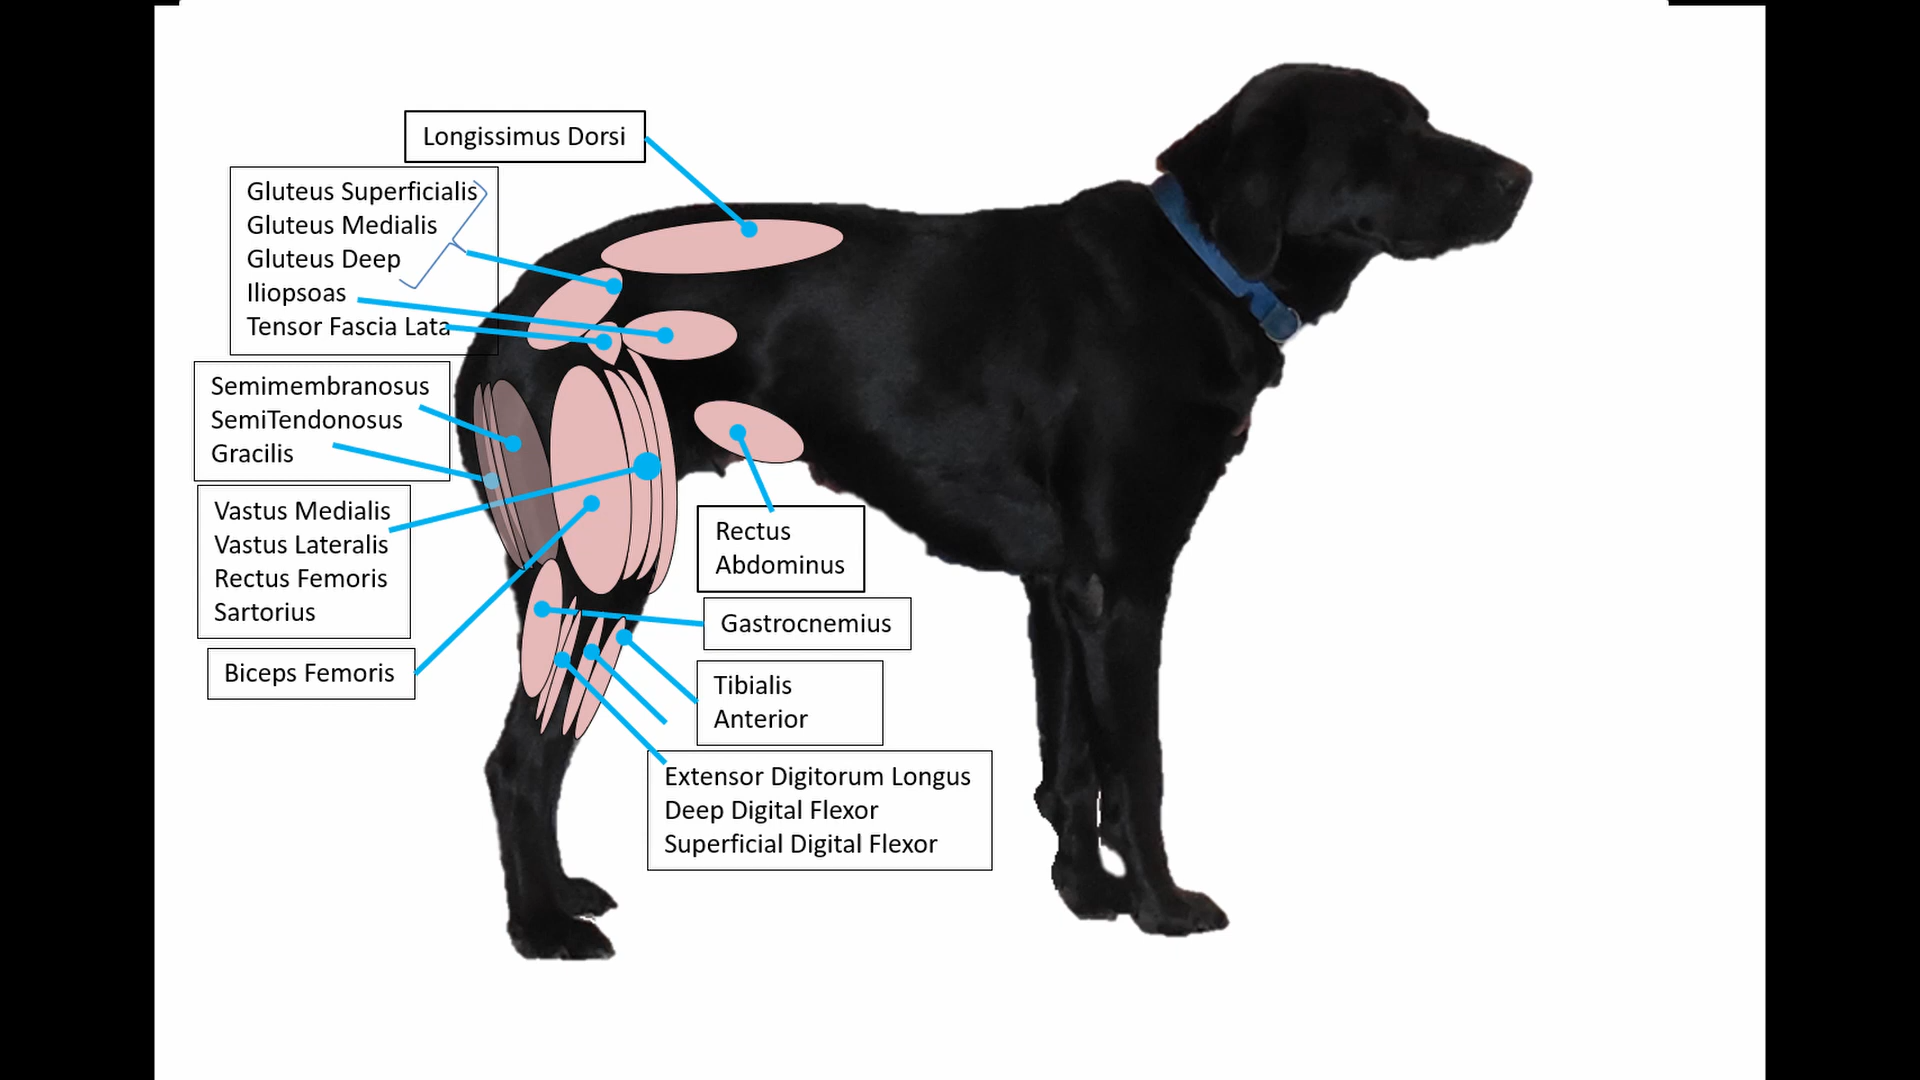 Longissimus Dorsi
Gluteus Superficialis
Gluteus Medialis
Gluteus Deep
Iliopsoas
Tensor Fascia Lata
Semimembranosus
SemiTendonosus
Gracilis
Vastus Medialis
Vastus Lateralis
Rectus Femoris
Sartorius
Biceps Femoris
Rectus
Abdominus
Gastrocnemius
Tibialis
Anterior
Extensor Digitorum Longus
Deep Digital Flexor
Superficial Digital Flexor